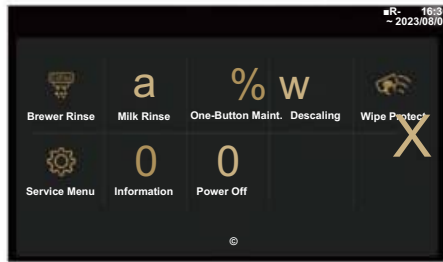 ■R- 16:3
~ 2023/08/0
a % w
Brewer Rinse Milk Rinse One-Button Maint. Descaling Wipe Protect
X
0 0
Service Menu Information Power Off
©